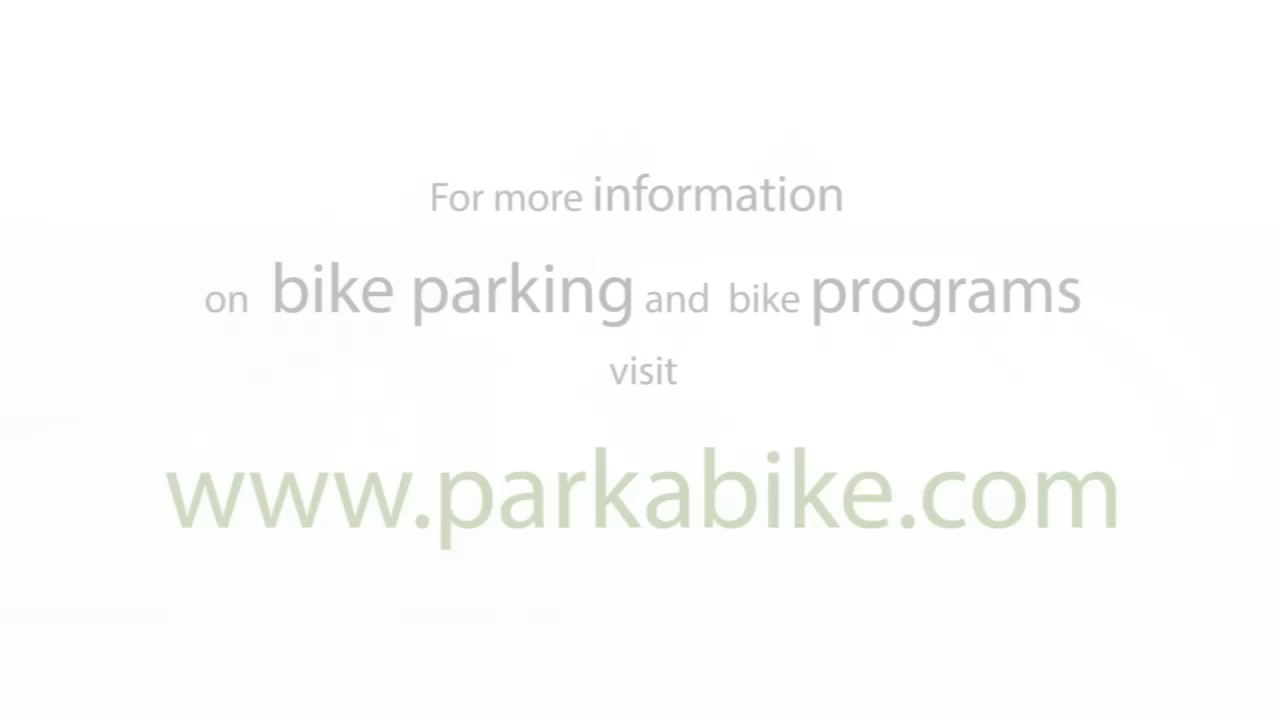 For more information
on bike parking and bike programs
visit
www.parkabike.com